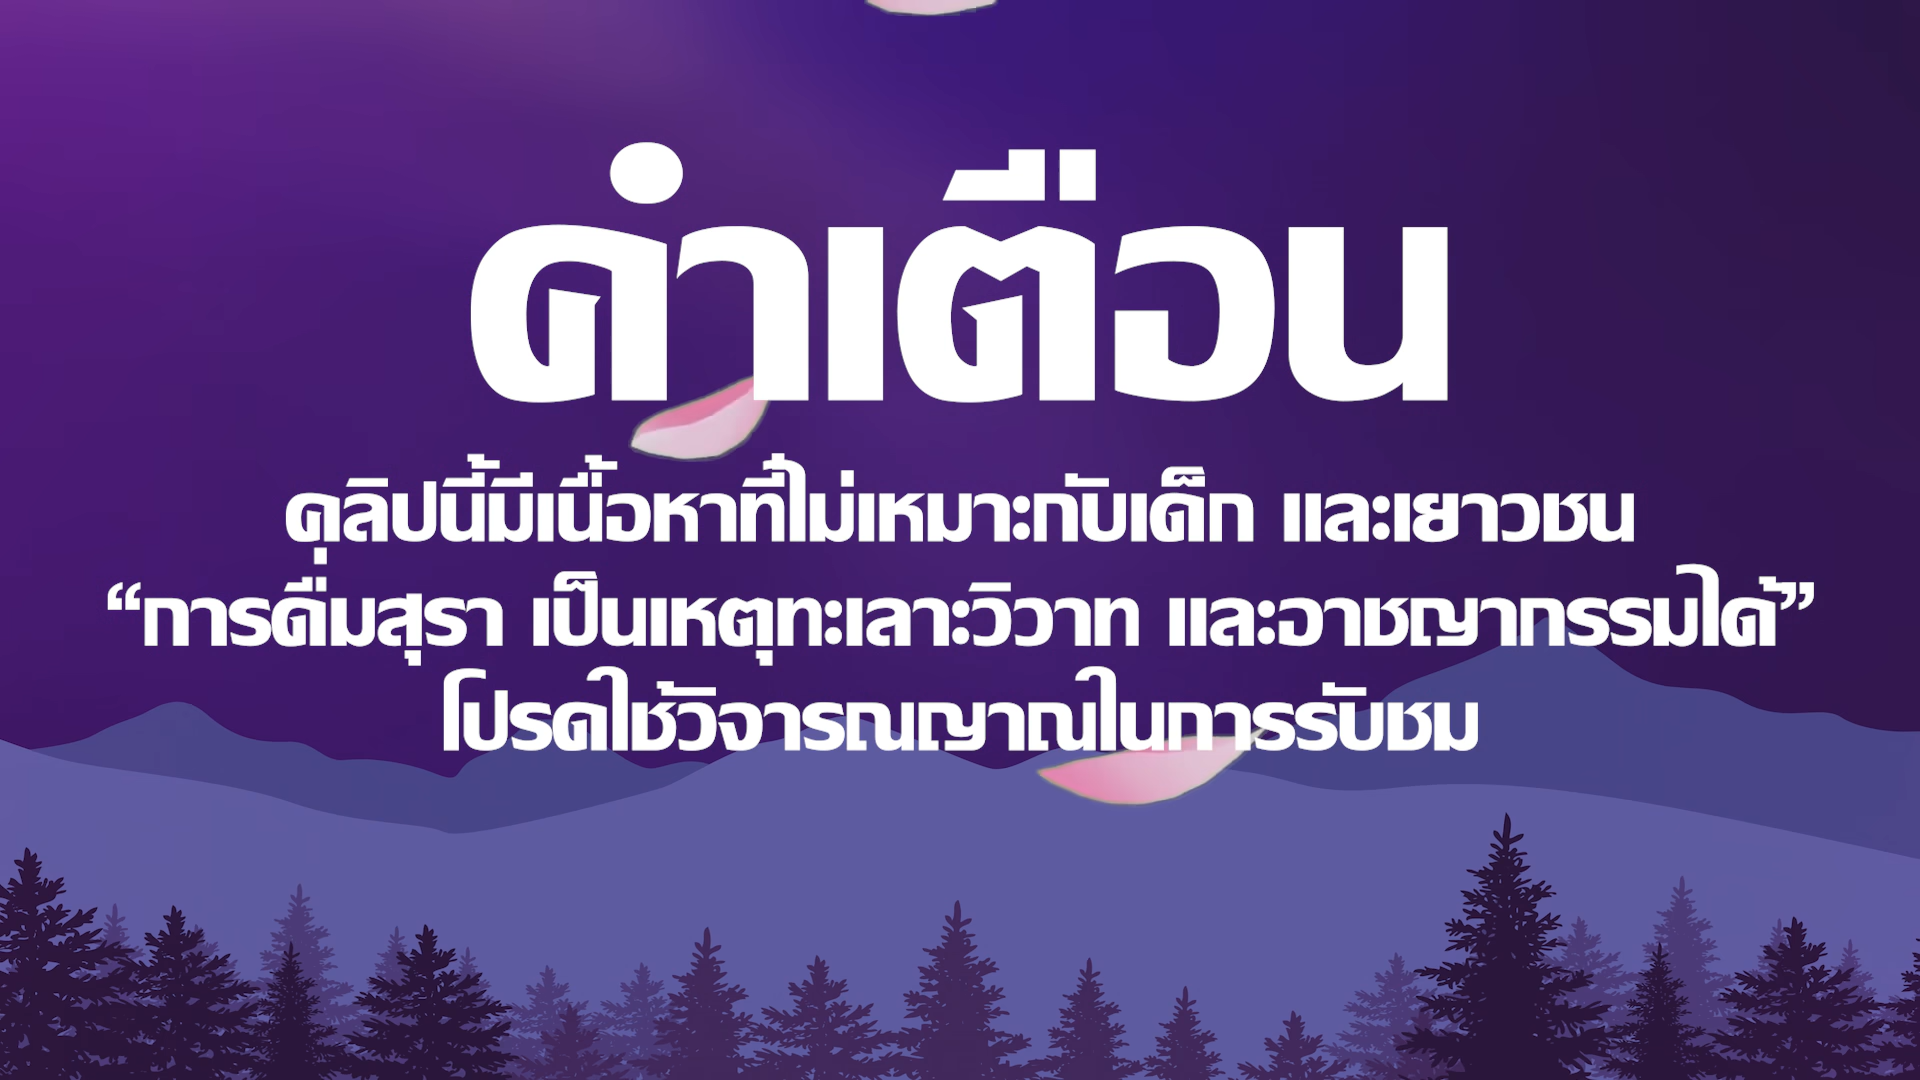 คำเตือน
คลิปนี้มีเนื้อหาที่ไม่เหมาะกับเด็ก และเยาวชน
“การดื่มสุรา เป็นเหตุทะเลาะวิวาท และอาชญากรรมได้”
โปรดใช้วิจารณญาณในการรับชม